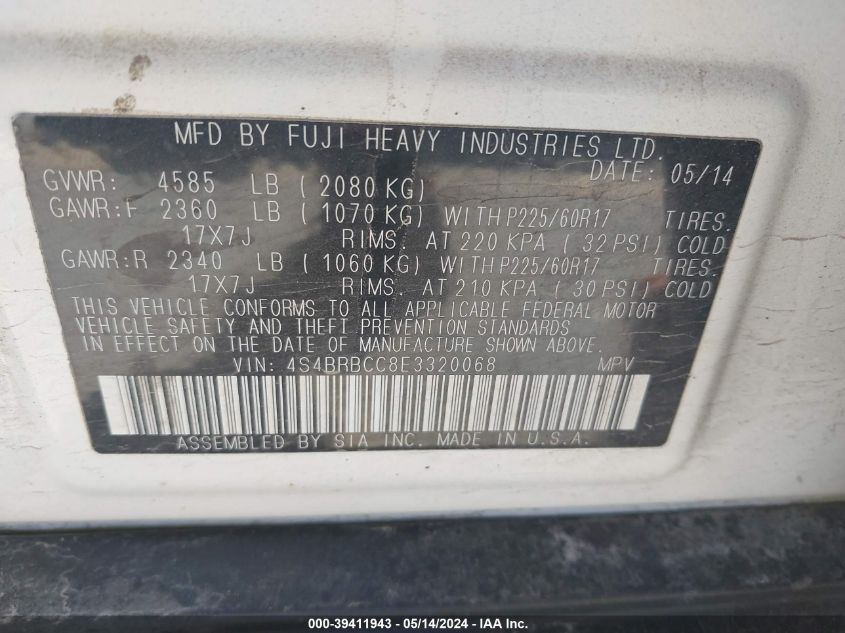 MFD BY FUJI HEAVY INDUSTRIES LTD.
DATE: 05/14
GVWR: 4585 LB ( 2080 KG)
GAWR:F 2360 LB ( 1070 KG) WITH P225/60R17 TIRES.
17X7J RIMS. AT 220 KPA ( 32 PSI) COLD
GAWR:R 2340 LB ( 1060 KG) WITH P225/60R17 TIRES.
17X7J RIMS. AT 210 KPA ( 30 PSI) COLD
THIS VEHICLE CONFORMS TO ALL APPLICABLE FEDERAL MOTOR
VEHICLE SAFETY AND THEFT PREVENTION STANDARDS
IN EFFECT ON THE DATE OF MANUFACTURE SHOWN ABOVE.
VIN: 4S4BRBCC8E3320068 MPV
ASSEMBLED BY SIA INC. MADE IN U.S.A.
000-39411943 - 05/14/2024 - IAA Inc.